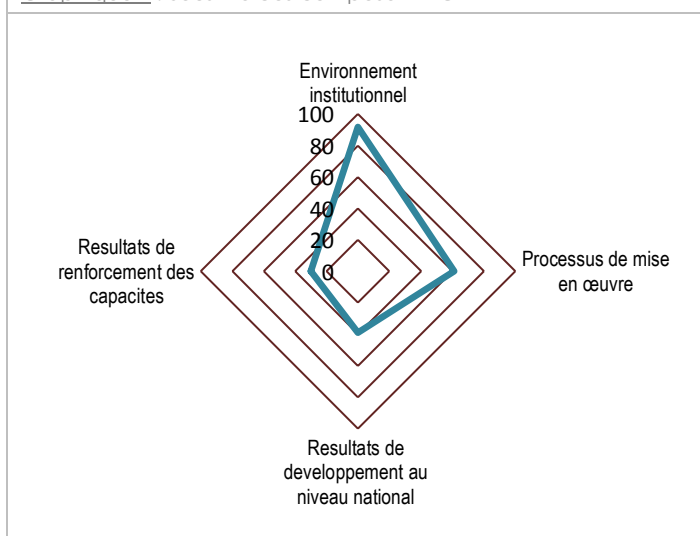 Environnement
institutionnel
100
80
60
40
20
0
Resultats de
renforcement des
capacites
Processus de mise
en œuvre
Resultats de
developpement au
niveau national